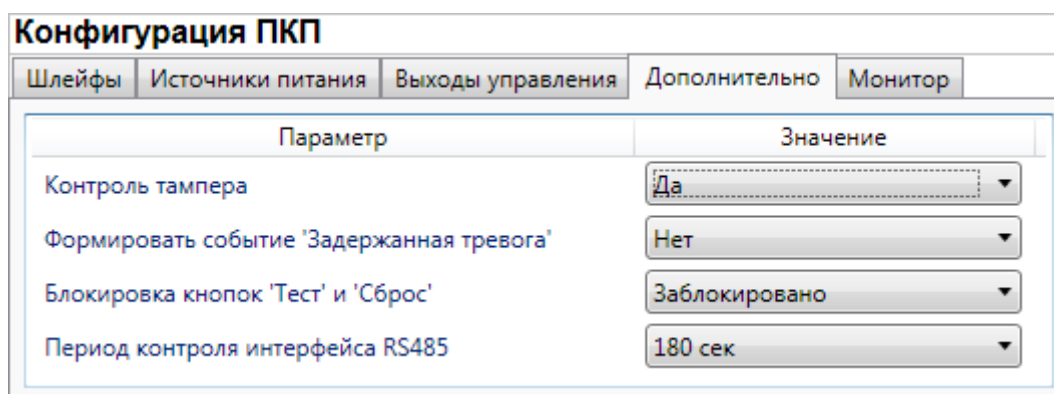 Конфигурация ПКП
Шлейфы Источники питания Выходы управления Дополнительно Монитор
Параметр Значение
Контроль тампера Да
Формировать событие 'Задержанная тревога' Нет
Блокировка кнопок 'Тест' и 'Сброс' Заблокировано
Период контроля интерфейса RS485 180 сек